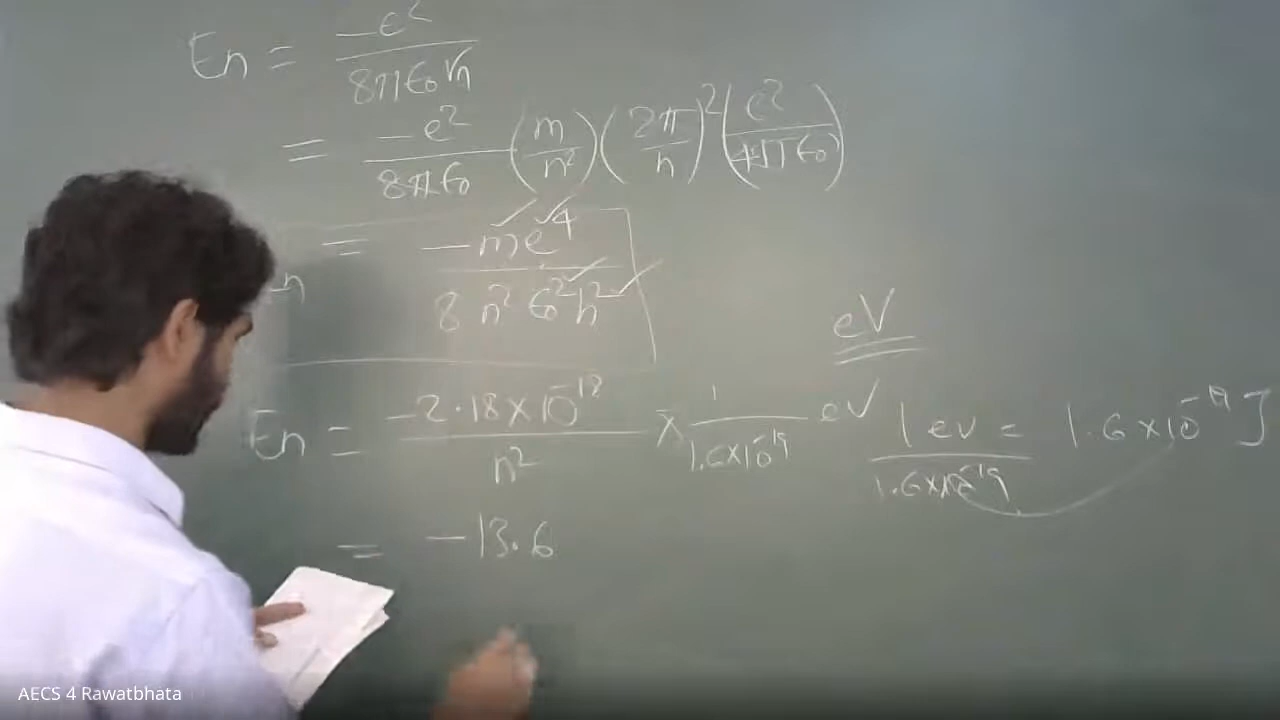 En = -e²/8πϵ₀rn
= -e²/8πϵ₀ (m/n²)(2π/h)²(e²/4πϵ₀)
n = -me⁴/8n²ϵ₀²h²
eV
En = -2.18×10⁻¹⁸/n² × 1/1.6×10⁻¹⁹ eV
1 ev/1.6×10⁻¹⁹ = 1.6×10⁻¹⁹ J
= -13.6
AECS 4 Rawatbhata